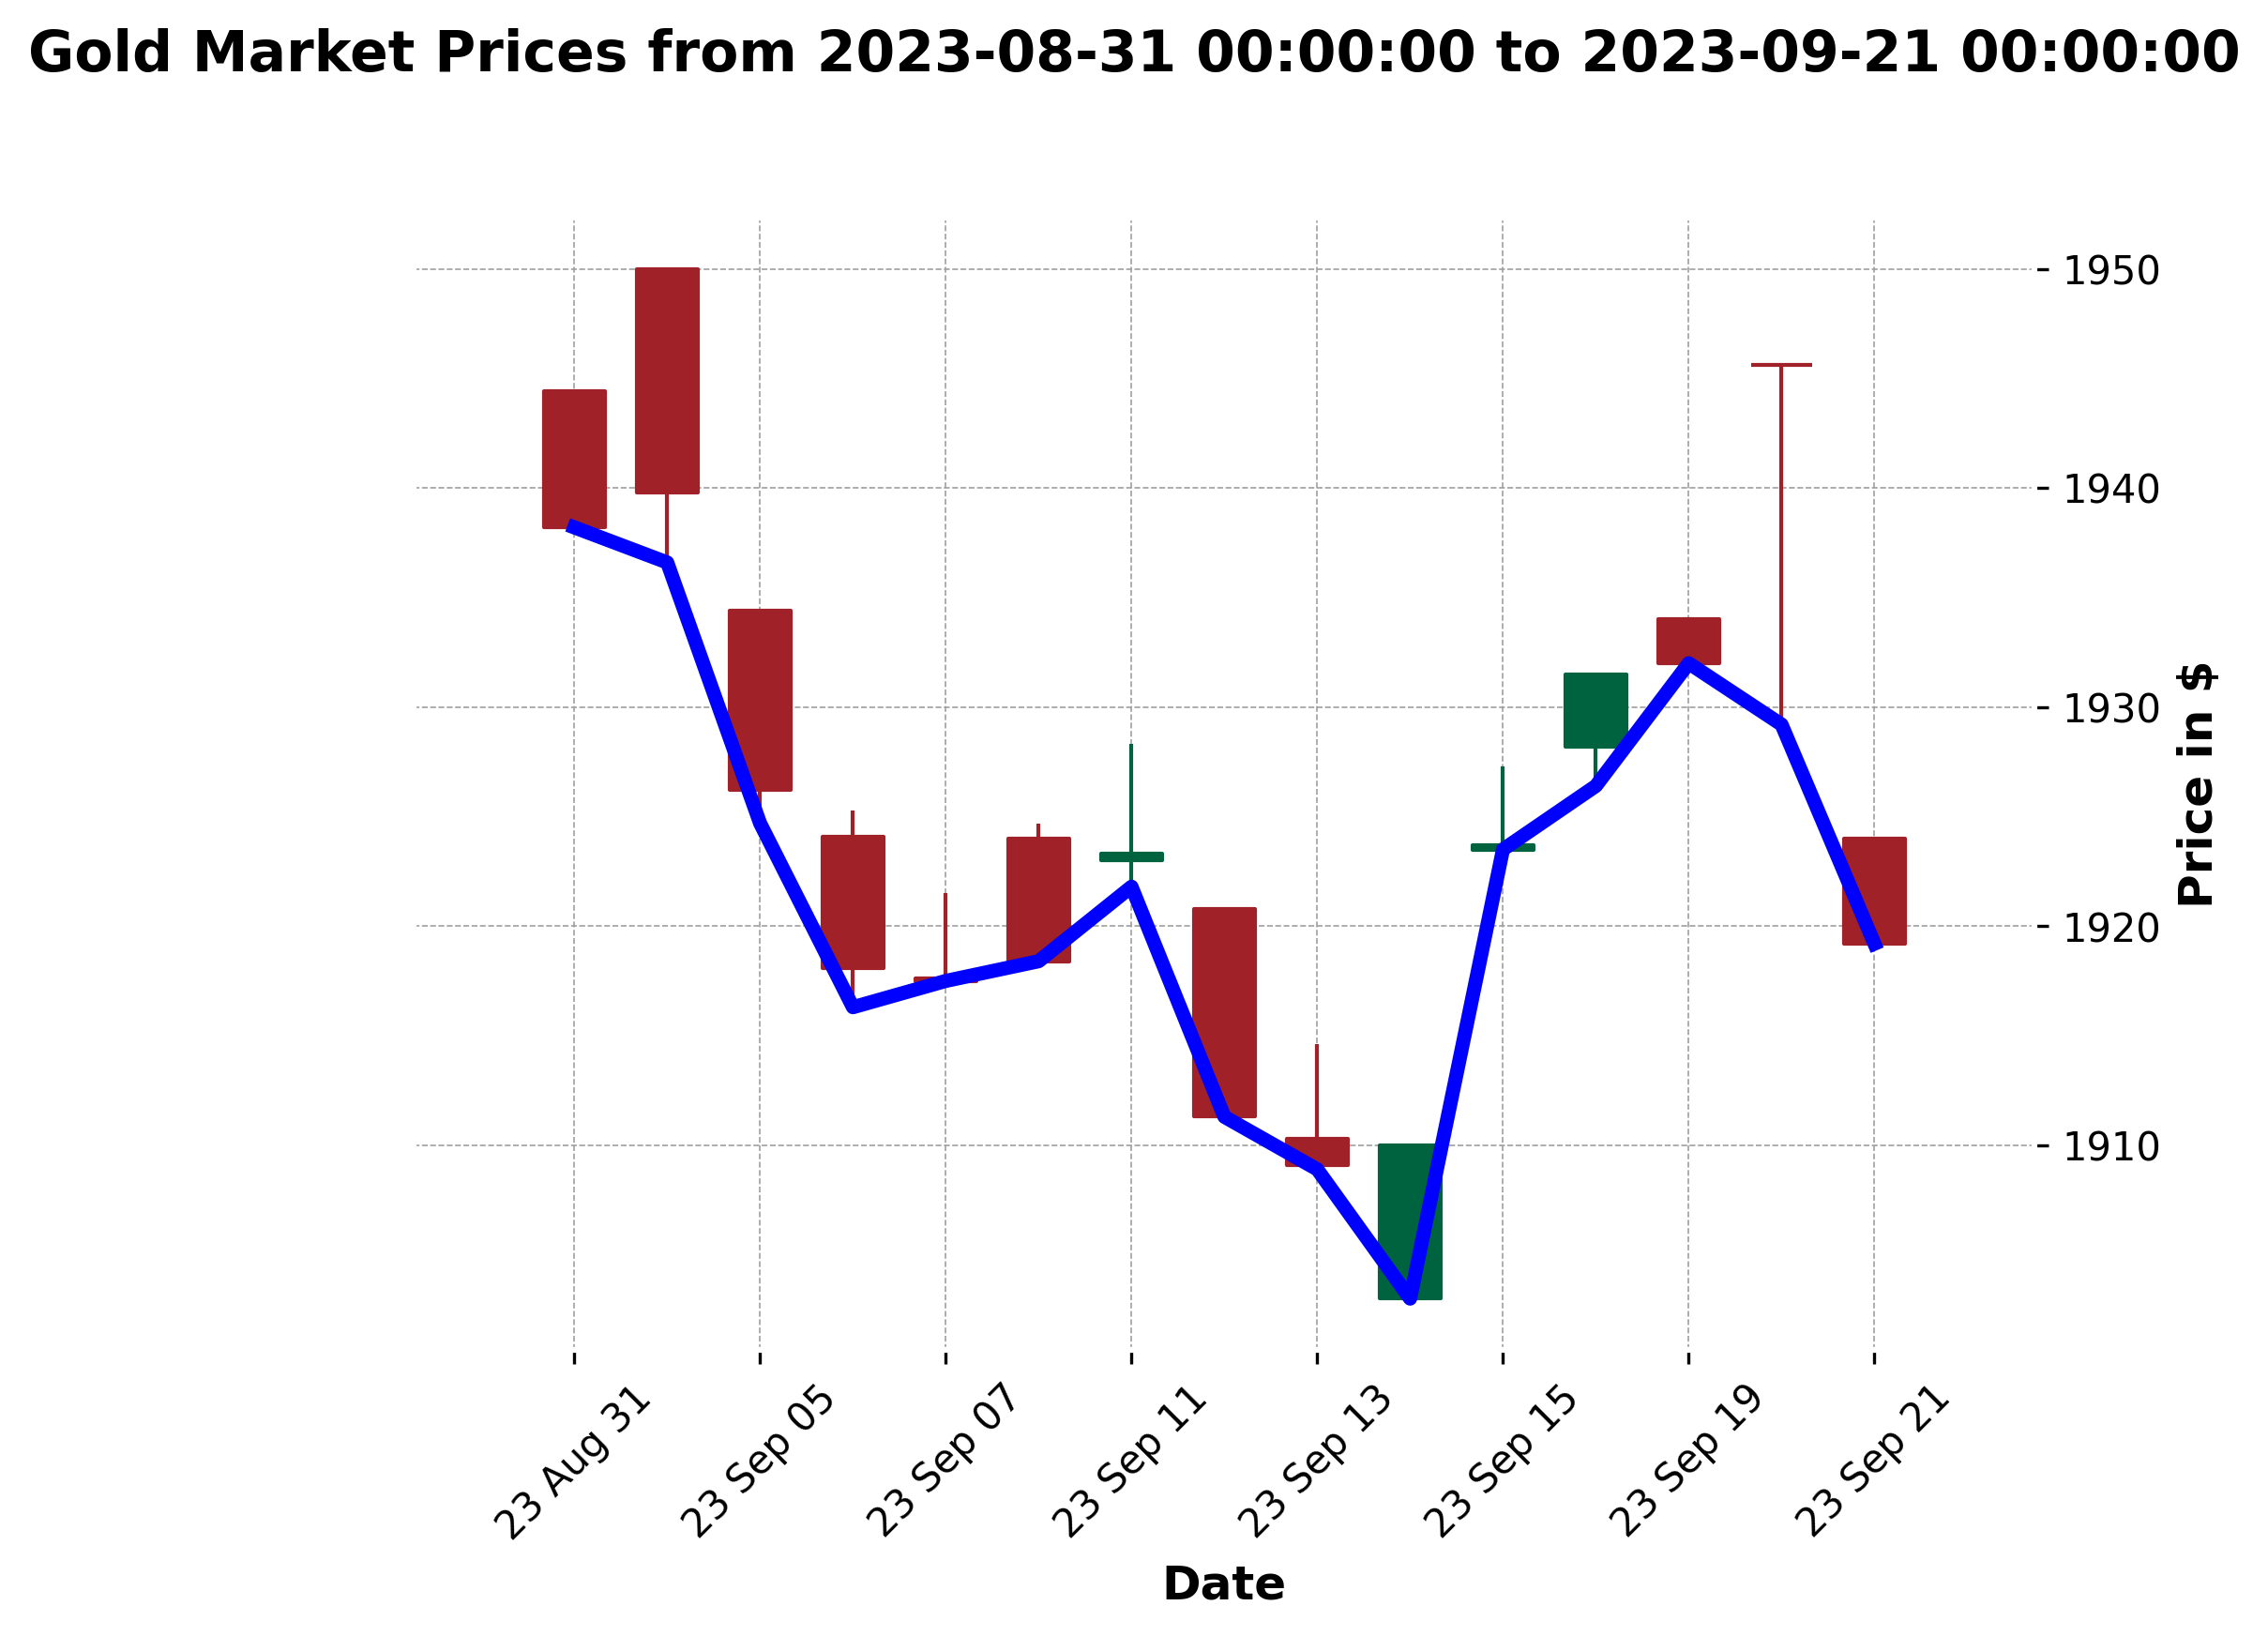 Gold Market Prices from 2023-08-31 00:00:00 to 2023-09-21 00:00:00
1950
1940
1930
1920
1910
Price in $
23 Aug 31
23 Sep 05
23 Sep 07
23 Sep 11
23 Sep 13
23 Sep 15
23 Sep 19
23 Sep 21
Date